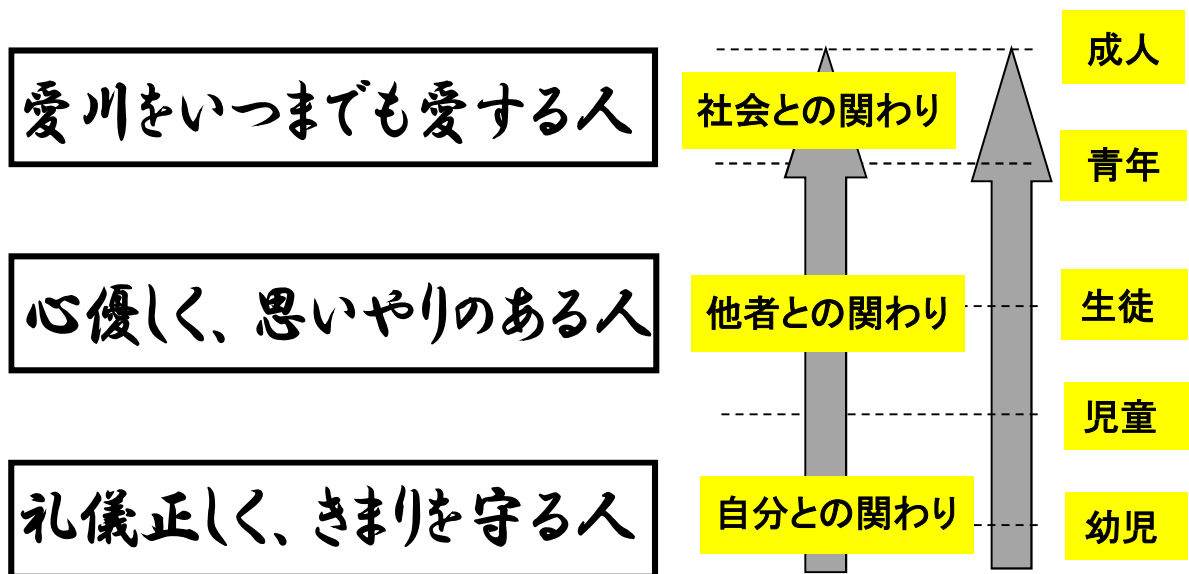 愛川をいつまでも愛する人
社会との関わり
成人
青年
心優しく、思いやりのある人
他者との関わり
生徒
児童
礼儀正しく、きまりを守る人
自分との関わり
幼児